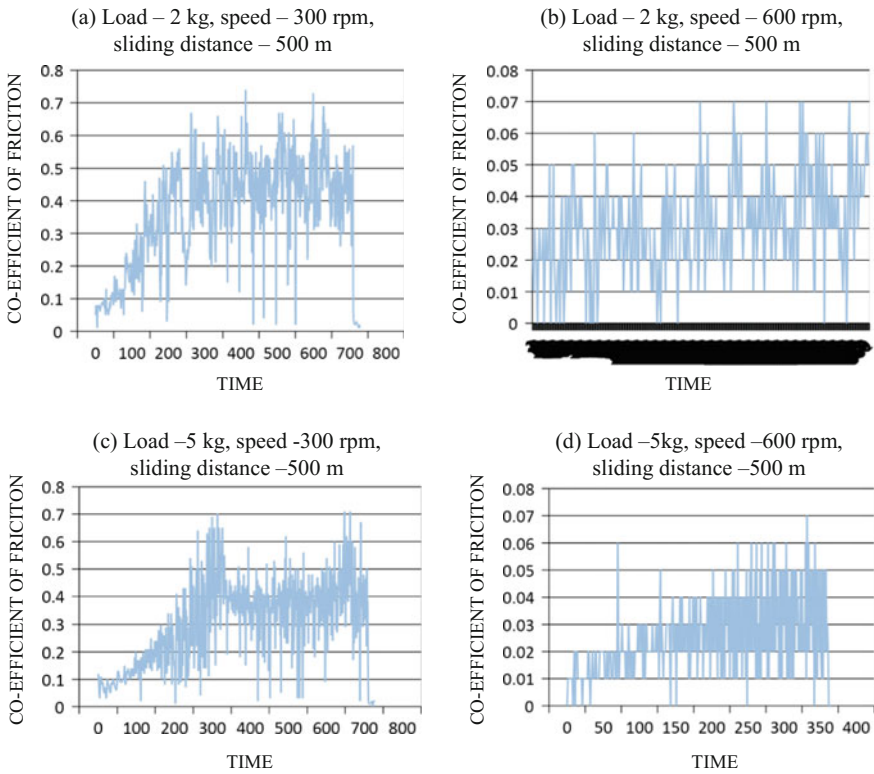 (a) Load – 2 kg, speed – 300 rpm,
sliding distance – 500 m
CO-EFFICIENT OF FRICITON
0.8
0.7
0.6
0.5
0.4
0.3
0.2
0.1
0
0 100 200 300 400 500 600 700 800
TIME
(b) Load – 2 kg, speed – 600 rpm,
sliding distance – 500 m
CO-EFFICIENT OF FRICITON
0.08
0.07
0.06
0.05
0.04
0.03
0.02
0.01
0
TIME
(c) Load –5 kg, speed -300 rpm,
sliding distance –500 m
CO-EFFICIENT OF FRICITON
0.8
0.7
0.6
0.5
0.4
0.3
0.2
0.1
0
0 100 200 300 400 500 600 700 800
TIME
(d) Load –5kg, speed –600 rpm,
sliding distance –500 m
CO-EFFICIENT OF FRICITON
0.08
0.07
0.06
0.05
0.04
0.03
0.02
0.01
0
0 50 100 150 200 250 300 350 400
TIME